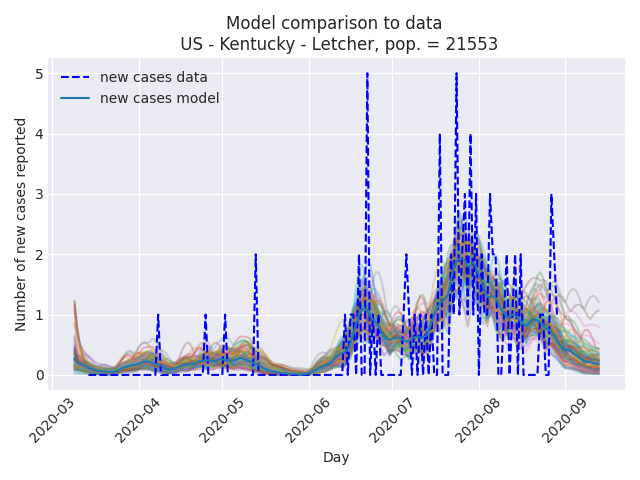 Model comparison to data
US - Kentucky - Letcher, pop. = 21553
new cases data
new cases model
Number of new cases reported
5
4
3
2
1
0
2020-03
2020-04
2020-05
2020-06
2020-07
2020-08
2020-09
Day